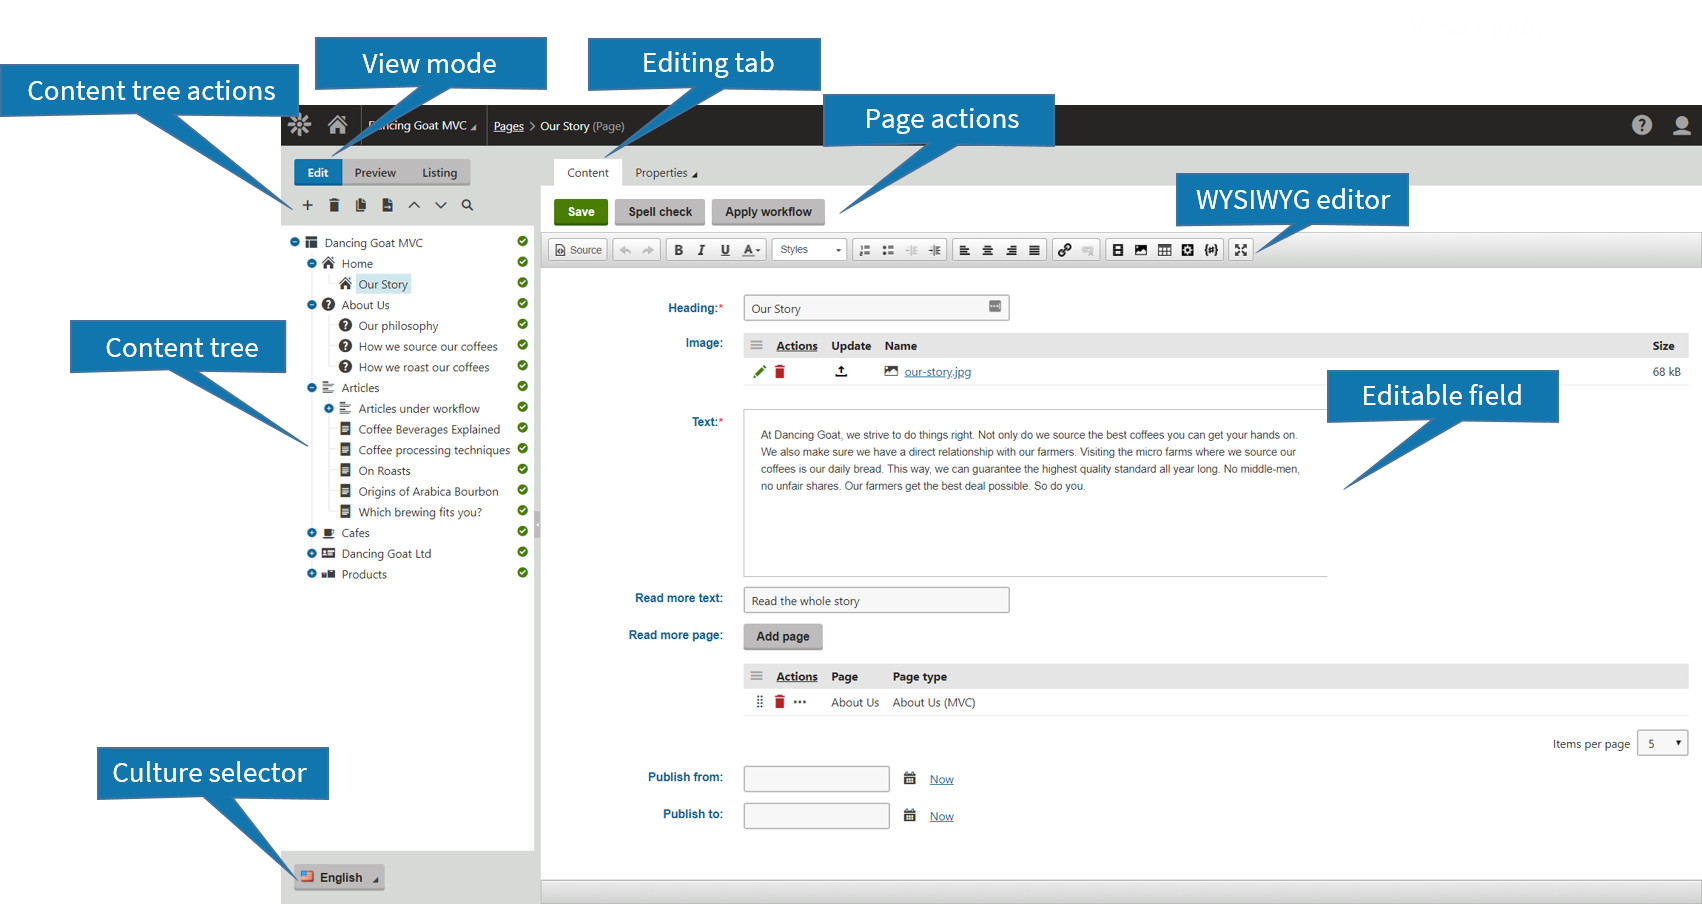 View mode
Editing tab
Content tree actions
Page actions
Dancing Goat MVC
Pages > Our Story (Page)
Edit
Preview
Listing
Content
Properties
WYSIWYG editor
Save
Spell check
Apply workflow
Source
B I U A
Styles
Dancing Goat MVC
Home
Our Story
About Us
Our philosophy
How we source our coffees
How we roast our coffees
Articles
Articles under workflow
Coffee Beverages Explained
Coffee processing techniques
On Roasts
Origins of Arabica Bourbon
Which brewing fits you?
Cafes
Dancing Goat Ltd
Products
Content tree
Culture selector
English
Heading:* Our Story
Image:
Actions Update Name Size
our-story.jpg 68 kB
Editable field
Text:*
At Dancing Goat, we strive to do things right. Not only do we source the best coffees you can get your hands on.
We also make sure we have a direct relationship with our farmers. Visiting the micro farms where we source our
coffees is our daily bread. This way, we can guarantee the highest quality standard all year long. No middle-men,
no unfair shares. Our farmers get the best deal possible. So do you.
Read more text: Read the whole story
Read more page: Add page
Actions Page Page type
About Us About Us (MVC)
Items per page 5
Publish from: Now
Publish to: Now